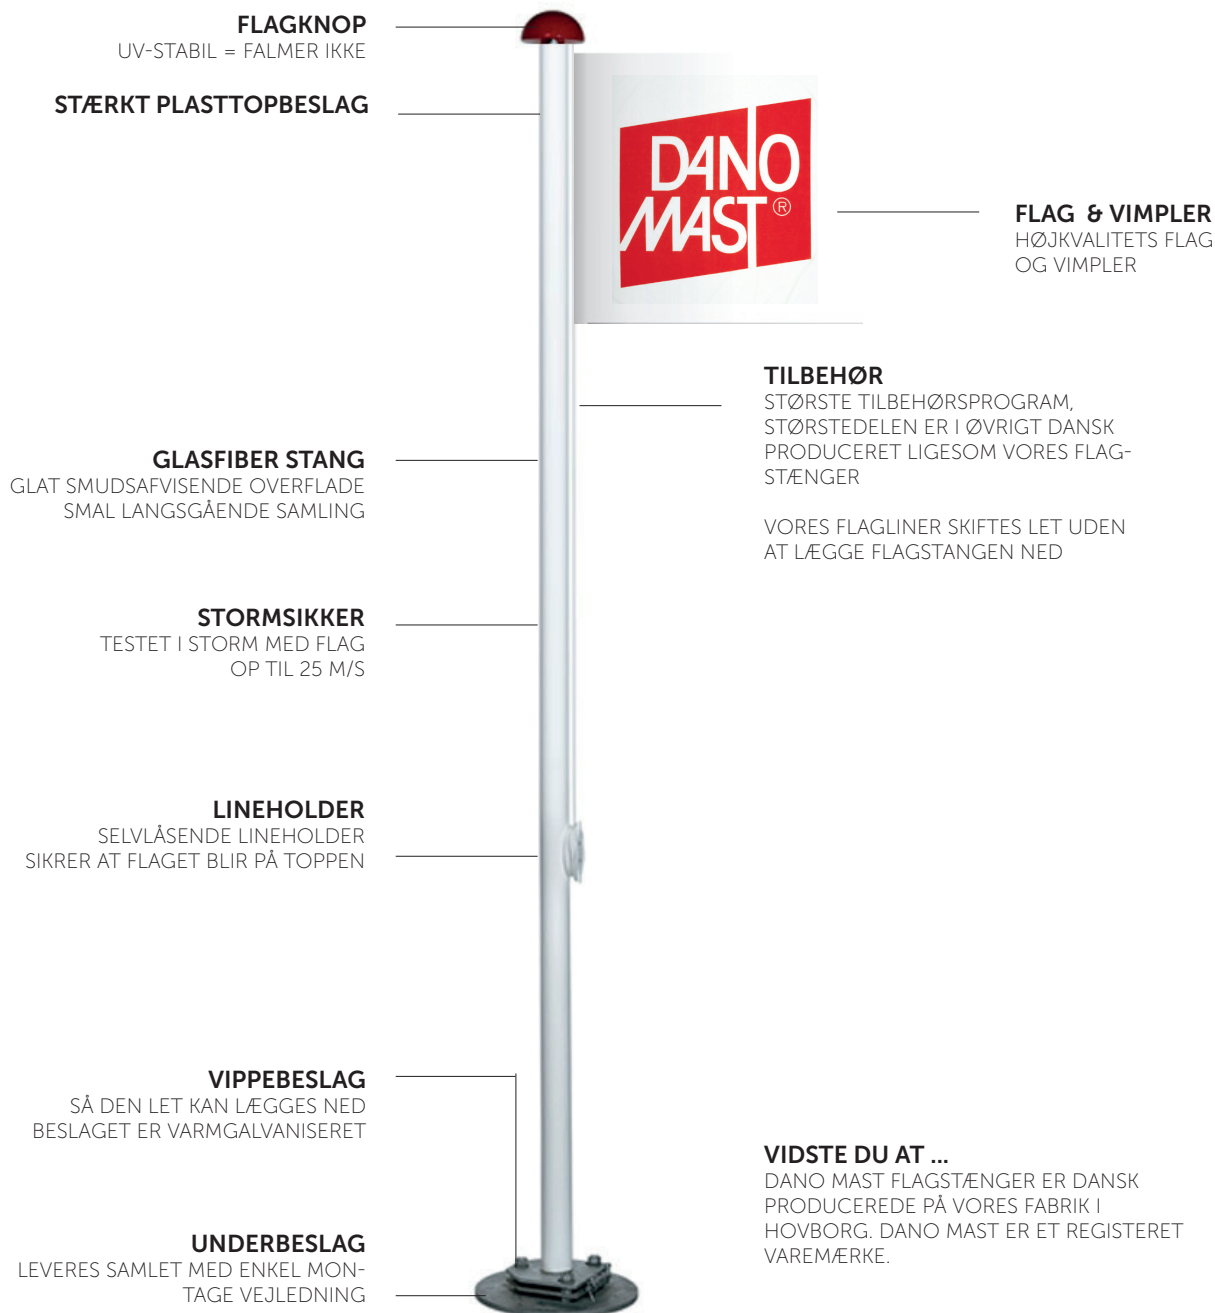 FLAGKNOP
UV-STABIL = FALMER IKKE
STÆRKT PLASTTOPBESLAG
DANO
MAST®
FLAG & VIMPLER
HØJKVALITETS FLAG
OG VIMPLER
TILBEHØR
STØRSTE TILBEHØRSPROGRAM,
STØRSTEDELEN ER I ØVRIGT DANSK
PRODUCERET LIGESOM VORES FLAG-
STÆNGER
VORES FLAGLINER SKIFTES LET UDEN
AT LÆGGE FLAGSTANGEN NED
GLASFIBER STANG
GLAT SMUDSAFVISENDE OVERFLADE
SMAL LANGSGÅENDE SAMLING
STORMSIKKER
TESTET I STORM MED FLAG
OP TIL 25 M/S
LINEHOLDER
SELVLÅSENDE LINEHOLDER
SIKRER AT FLAGET BLIR PÅ TOPPEN
VIPPEBESLAG
SÅ DEN LET KAN LÆGGES NED
BESLAGET ER VARMGALVANISERET
UNDERBESLAG
LEVERES SAMLET MED ENKEL MON-
TAGE VEJLEDNING
VIDSTE DU AT ...
DANO MAST FLAGSTÆNGER ER DANSK
PRODUCEREDE PÅ VORES FABRIK I
HOVBORG. DANO MAST ER ET REGISTERET
VAREMÆRKE.